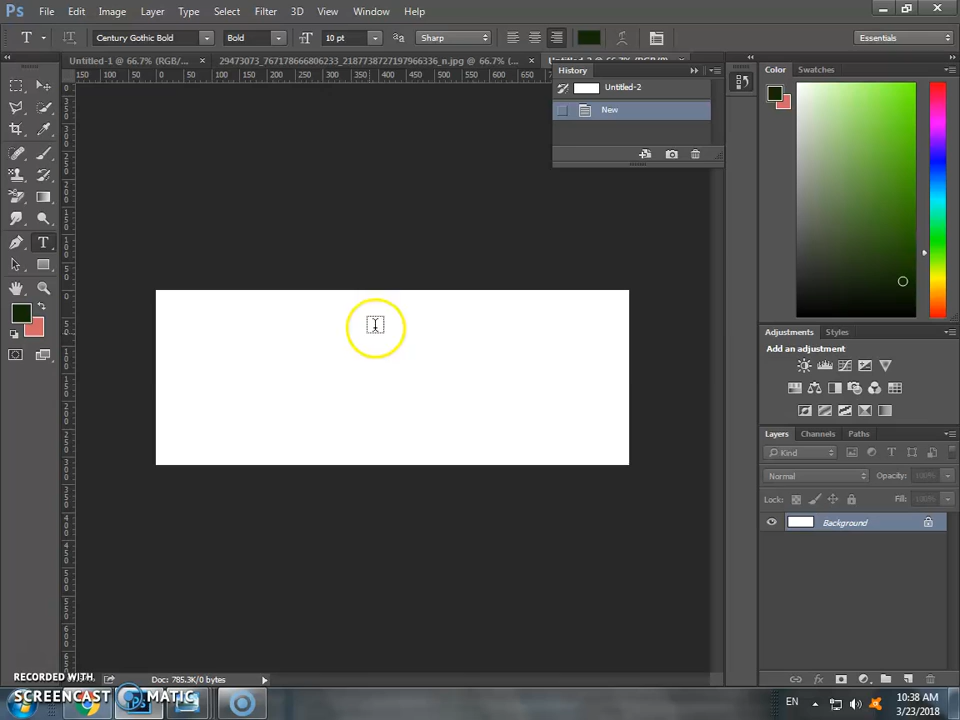 Ps File Edit Image Layer Type Select Filter 3D View Window Help
T Century Gothic Bold Bold 10 pt Sharp Essentials
Untitled-1 @ 66.7% (RGB/... × 29473073_767178666806233_2187738727197966336_n.jpg @ 66.7% (RGB/... ×
History
Untitled-2
New
Color Swatches
Adjustments Styles
Add an adjustment
Layers Channels Paths
Kind
Normal Opacity: 100%
Lock: Fill: 100%
Background
Doc: 785.3K/0 bytes
RECORDED WITH
SCREENCAST MATIC
EN 10:38 AM
3/23/2018